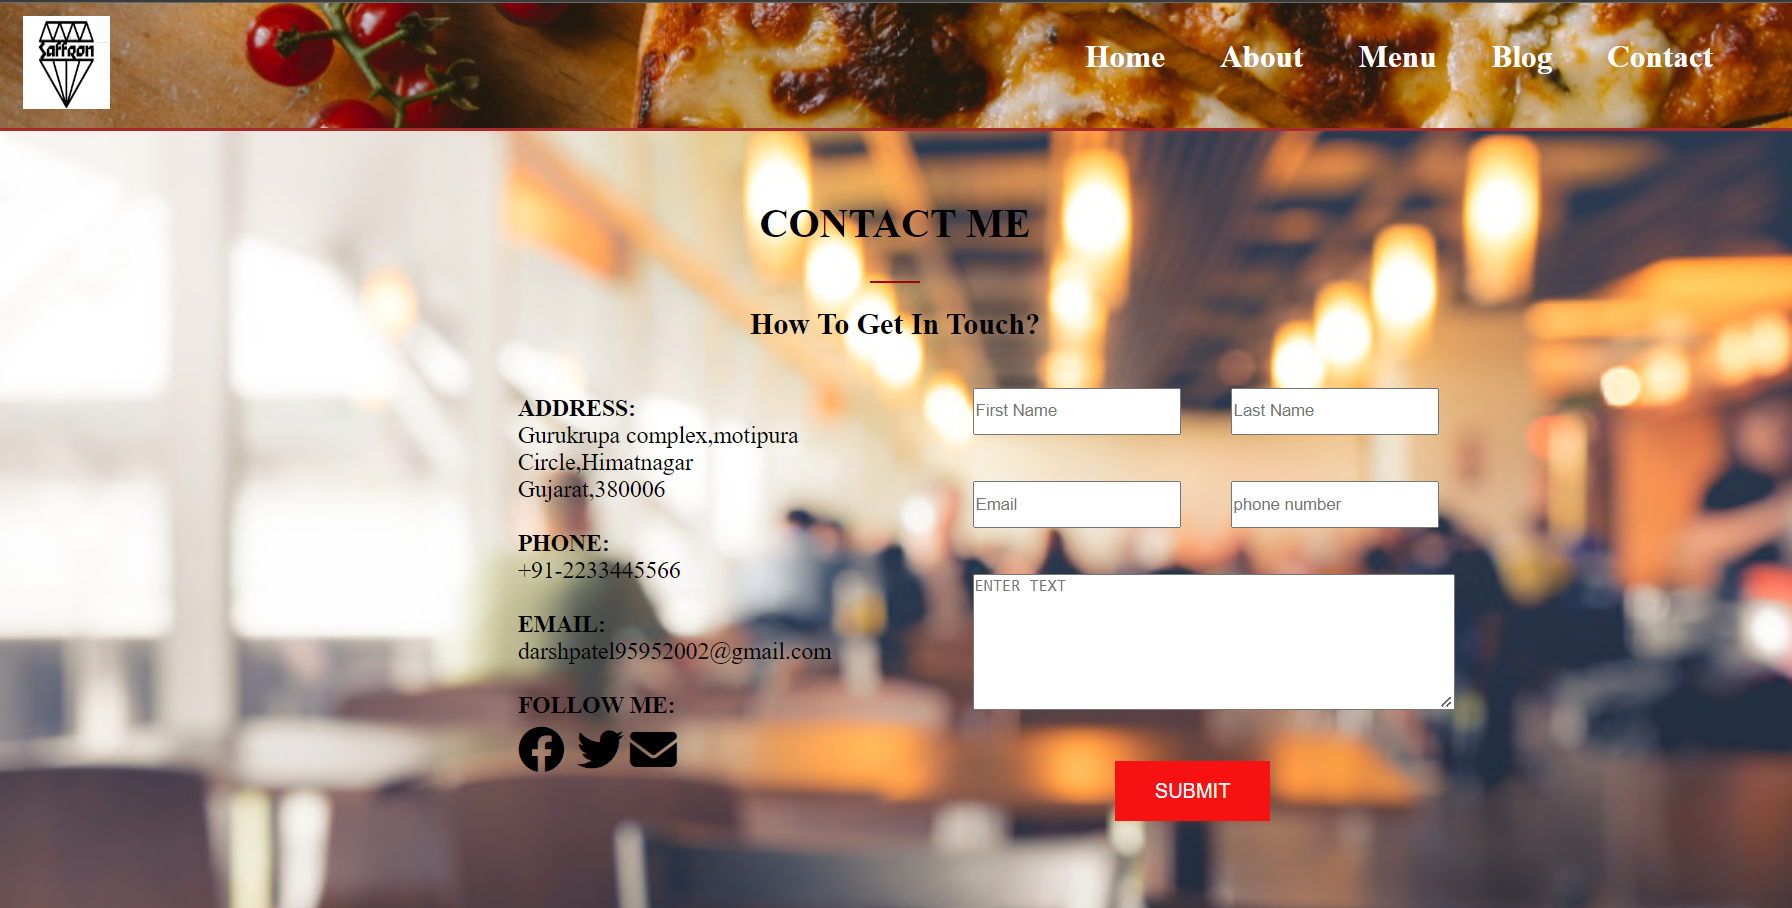 Saffron
Home About Menu Blog Contact
CONTACT ME
How To Get In Touch?
ADDRESS:
Gurukrupa complex,motipura
Circle,Himatnagar
Gujarat,380006
PHONE:
+91-2233445566
EMAIL:
darshpatel95952002@gmail.com
FOLLOW ME:
First Name
Last Name
Email
phone number
ENTER TEXT
SUBMIT